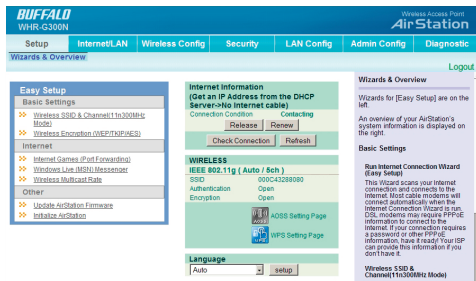 BUFFALO
WHR-G300N
Wireless Access Point
AirStation
Setup
Internet/LAN
Wireless Config
Security
LAN Config
Admin Config
Diagnostic
Wizards & Overview
Logout
Easy Setup
Basic Settings
Wireless SSID & Channel(11n300MHz
Mode)
Wireless Encrption (WEP/TKIP/AES)
Internet
Internet Games (Port Forwarding)
Windows Live (MSN) Messenger
Wireless Multicast Rate
Other
Update AirStation Firmware
Initialize AirStation
Internet Information
(Get an IP Address from the DHCP
Server->No Internet cable)
Connection Condition Contacting
Release Renew
Check Connection Refresh
WIRELESS
IEEE 802.11g ( Auto / 5ch )
SSID 000C43288080
Authentication Open
Encryption Open
AOSS Setting Page
WPS Setting Page
Language
Auto setup
Wizards & Overview
Wizards for [Easy Setup] are on the
left.
An overview of your AirStation's
system information is displayed on
the right.
Basic Settings
Run Internet Connection Wizard
(Easy Setup)
This Wizard scans your Internet
connection and connects to the
Internet. Most cable modems will
connect automatically when the
Internet Connection Wizard is run.
DSL modems may require PPPoE
information to connect to the
Internet. If your connection requires
a password or other PPPOE
information, have it ready! Your ISP
can provide this information if you
don't have it.
Wireless SSID &
Channel(11n300MHz Mode)